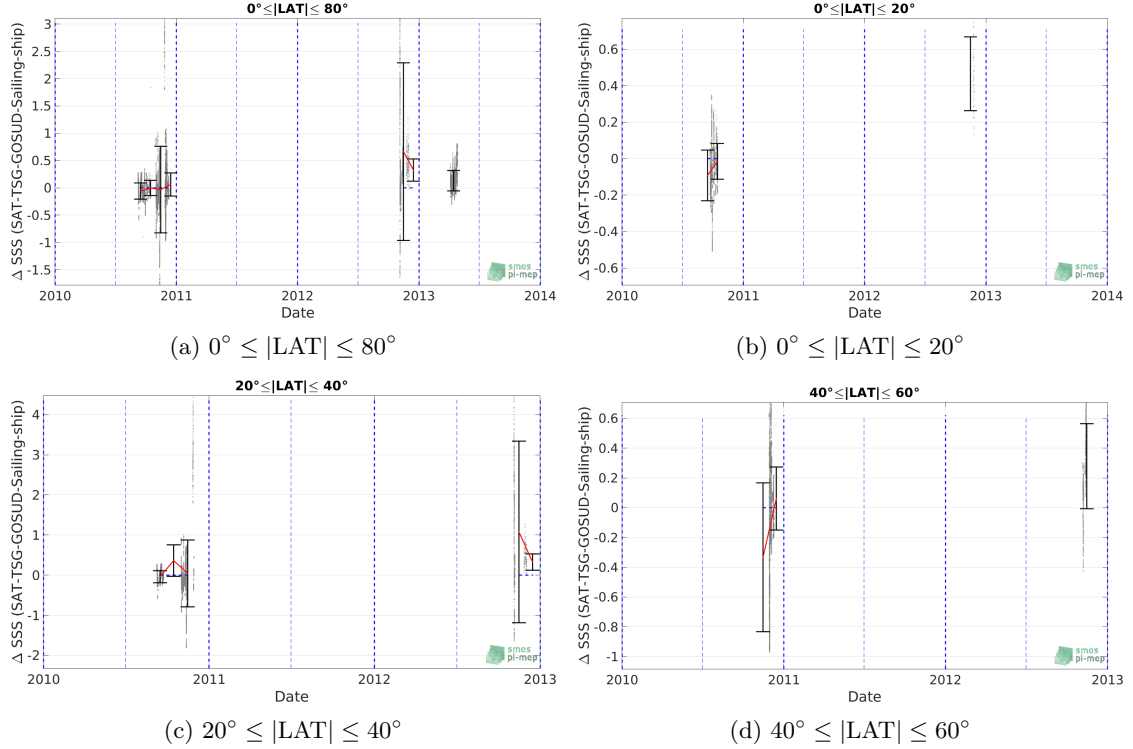 0°≤|LAT|≤ 80°
Δ SSS (SAT-TSG-GOSUD-Sailing-ship)
3
2.5
2
1.5
1
0.5
0
-0.5
-1
-1.5
2010
2011
2012
2013
2014
Date
smos
pi-mep
(a) 0° ≤ |LAT| ≤ 80°
0°≤|LAT|≤ 20°
Δ SSS (SAT-TSG-GOSUD-Sailing-ship)
0.6
0.4
0.2
0
-0.2
-0.4
-0.6
2010
2011
2012
2013
2014
Date
smos
pi-mep
(b) 0° ≤ |LAT| ≤ 20°
20°≤|LAT|≤ 40°
Δ SSS (SAT-TSG-GOSUD-Sailing-ship)
4
3
2
1
0
-1
-2
2010
2011
2012
2013
Date
smos
pi-mep
(c) 20° ≤ |LAT| ≤ 40°
40°≤|LAT|≤ 60°
Δ SSS (SAT-TSG-GOSUD-Sailing-ship)
0.6
0.4
0.2
0
-0.2
-0.4
-0.6
-0.8
-1
2010
2011
2012
2013
Date
smos
pi-mep
(d) 40° ≤ |LAT| ≤ 60°